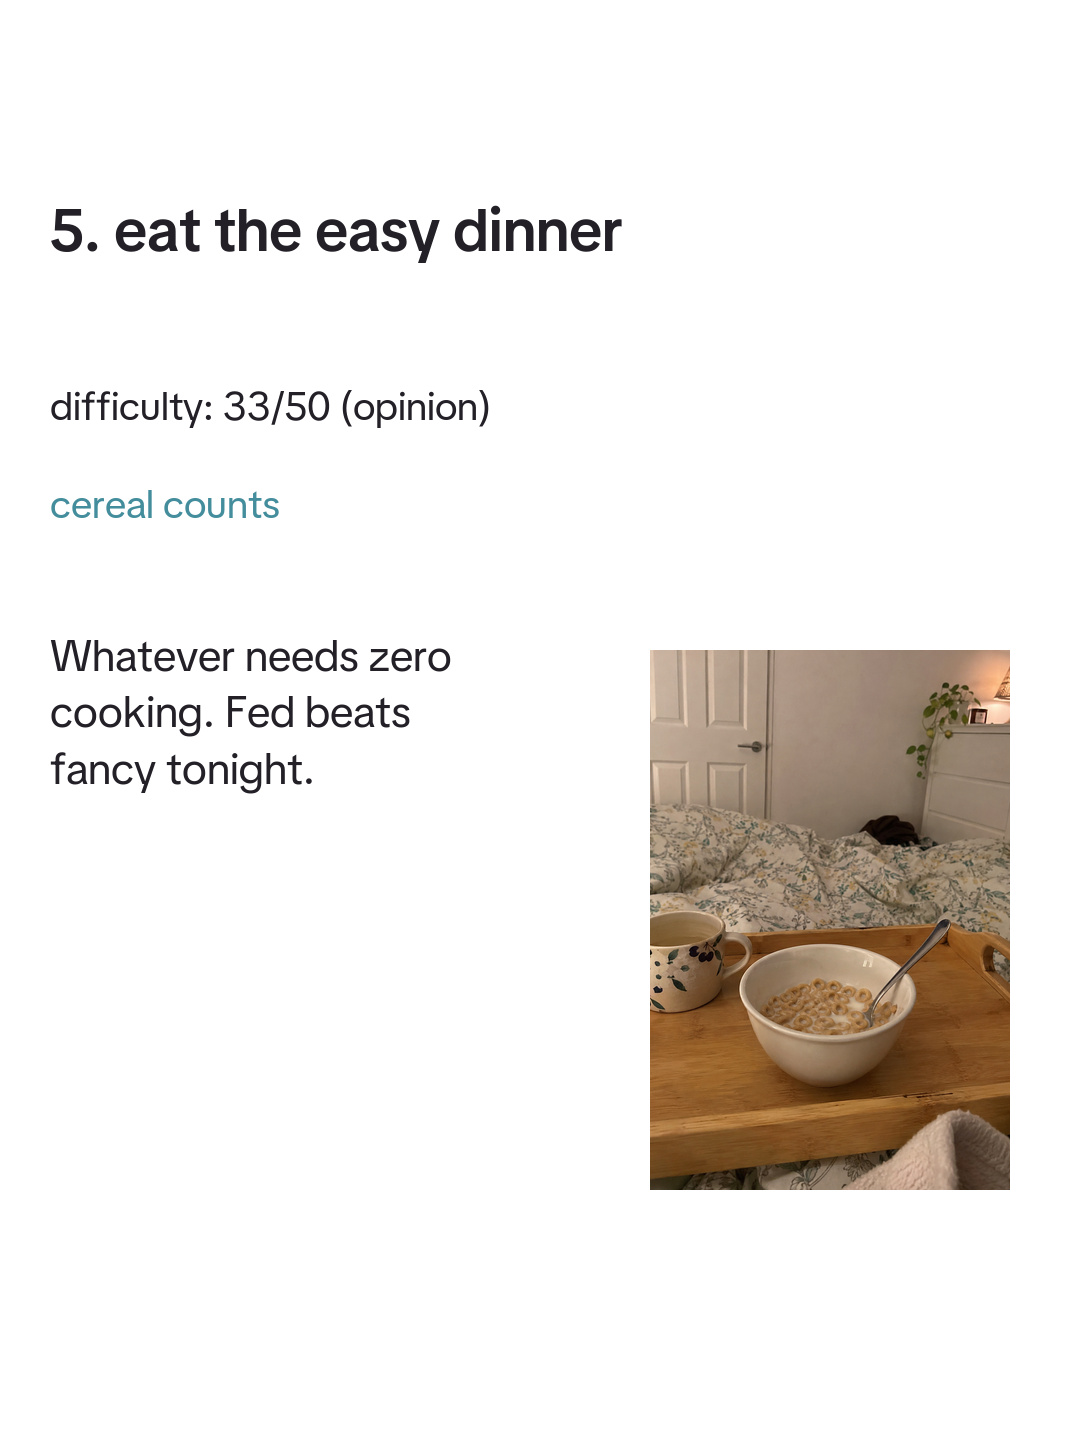 5. eat the easy dinner
difficulty: 33/50 (opinion)
cereal counts
Whatever needs zero
cooking. Fed beats
fancy tonight.